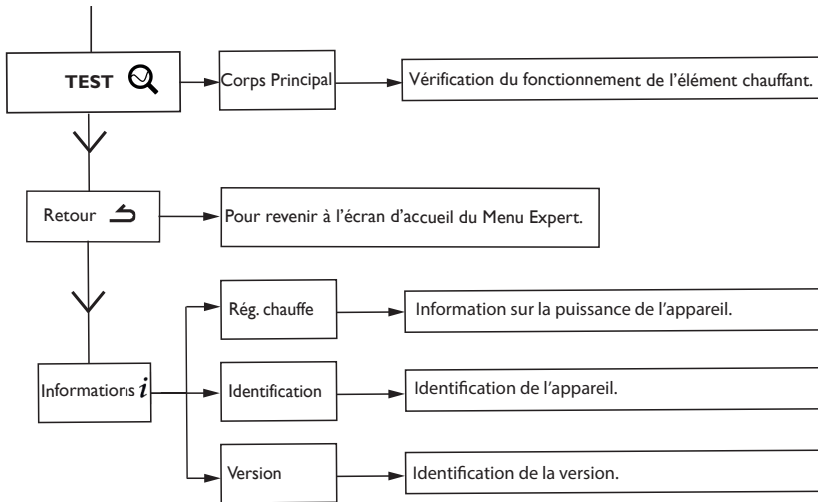 TEST
Corps Principal
Vérification du fonctionnement de l'élément chauffant.
Retour
Pour revenir à l'écran d'accueil du Menu Expert.
Rég. chauffe
Information sur la puissance de l'appareil.
Informations i
Identification
Identification de l'appareil.
Version
Identification de la version.